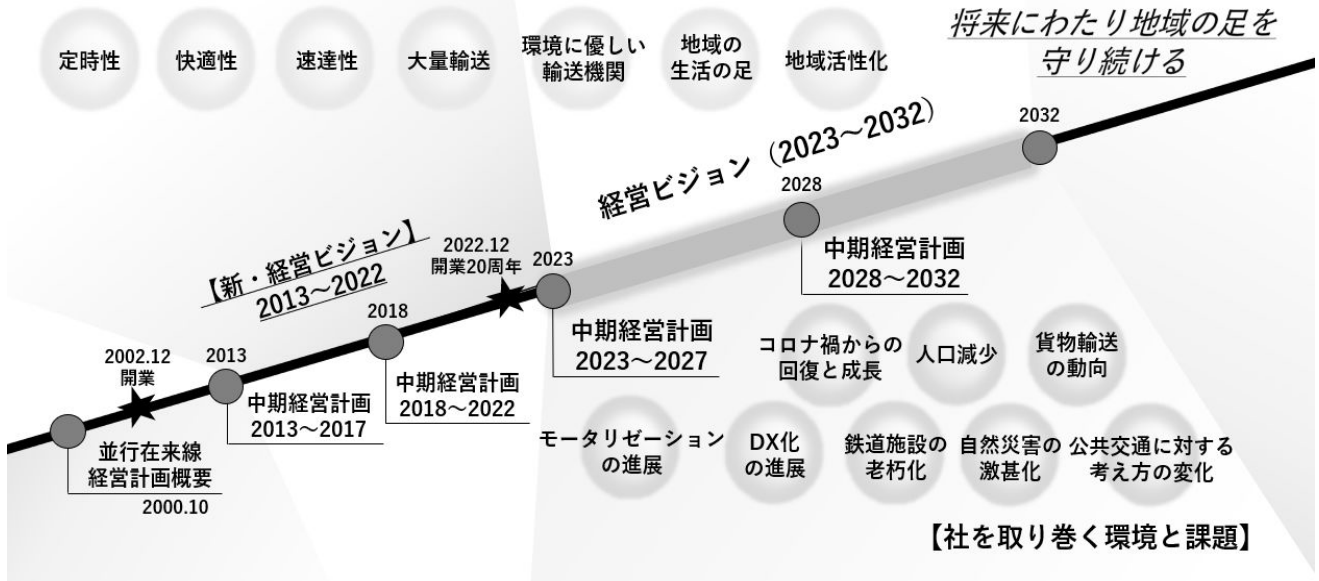 定時性
快適性
速達性
大量輸送
環境に優しい
輸送機関
地域の
生活の足
地域活性化
将来にわたり地域の足を
守り続ける
経営ビジョン（2023～2032）
2032
2028
中期経営計画
2028～2032
【新・経営ビジョン】
2013～2022
2022.12
開業20周年
2023
中期経営計画
2023～2027
2018
中期経営計画
2018～2022
2002.12
開業
2013
中期経営計画
2013～2017
並行在来線
経営計画概要
2000.10
コロナ禍からの
回復と成長
人口減少
貨物輸送
の動向
モータリゼーション
の進展
DX化
の進展
鉄道施設の
老朽化
自然災害の
激甚化
公共交通に対する
考え方の変化
【社を取り巻く環境と課題】